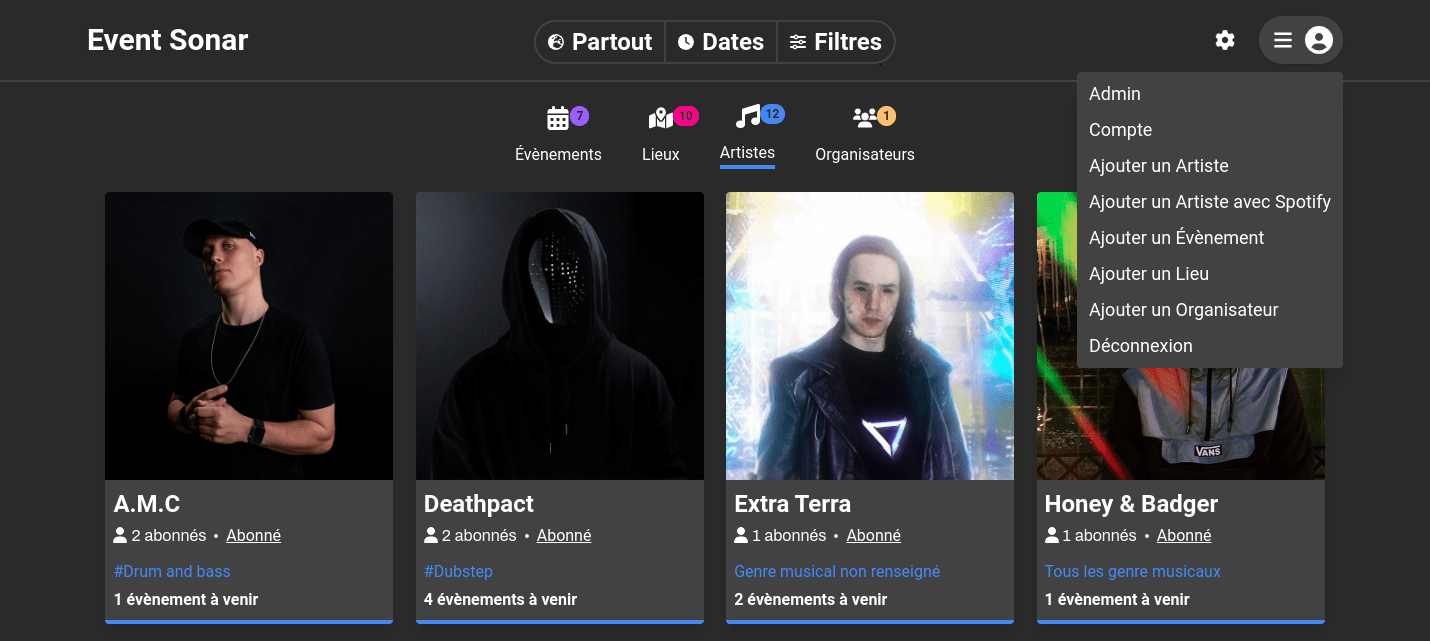 Event Sonar
Partout
Dates
Filtres
7
10
12
1
Évènements
Lieux
Artistes
Organisateurs
Admin
Compte
Ajouter un Artiste
Ajouter un Artiste avec Spotify
Ajouter un Évènement
Ajouter un Lieu
Ajouter un Organisateur
Déconnexion
VANS
A.M.C
2 abonnés • Abonné
#Drum and bass
1 évènement à venir
Deathpact
2 abonnés • Abonné
#Dubstep
4 évènements à venir
Extra Terra
1 abonnés • Abonné
Genre musical non renseigné
2 évènements à venir
Honey & Badger
1 abonnés • Abonné
Tous les genre musicaux
1 évènement à venir